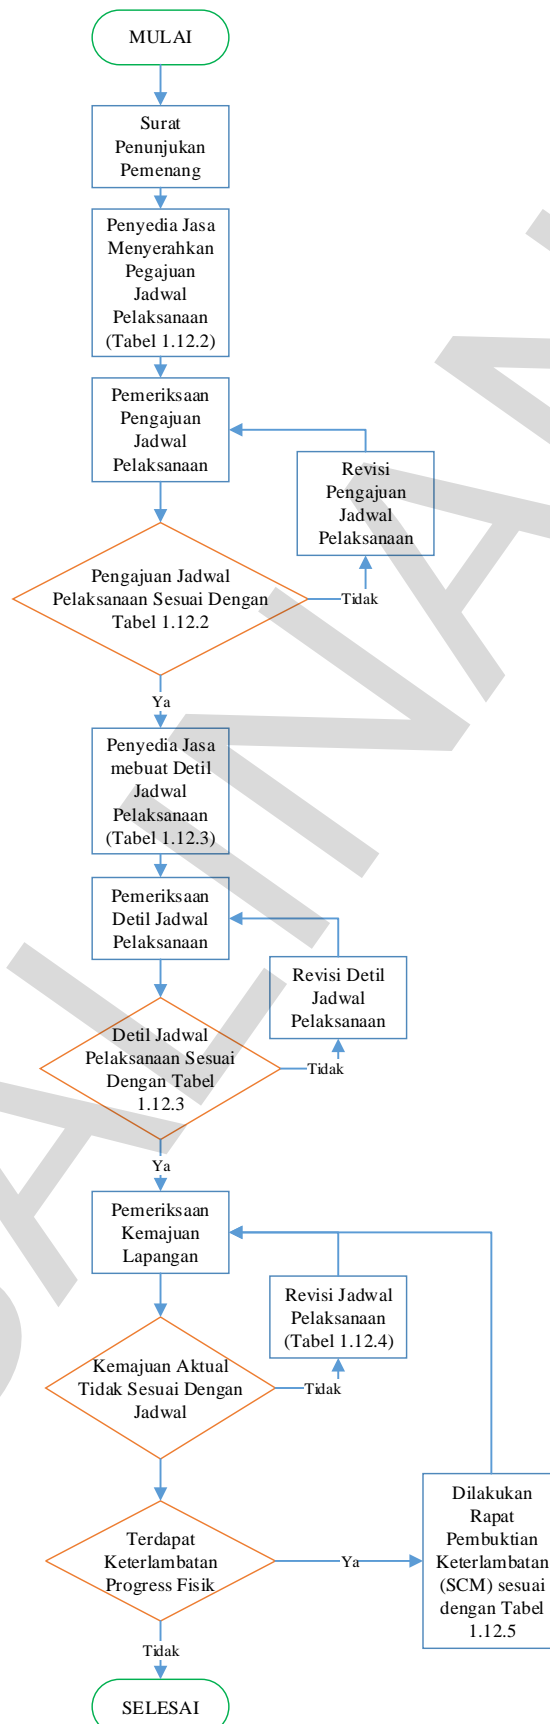 MULAI
Surat
Penunjukan
Pemenang
Penyedia Jasa
Menyerahkan
Pegajuan
Jadwal
Pelaksanaan
(Tabel 1.12.2)
Pemeriksaan
Pengajuan
Jadwal
Pelaksanaan
Revisi
Pengajuan
Jadwal
Pelaksanaan
Pengajuan Jadwal
Pelaksanaan Sesuai Dengan
Tabel 1.12.2
Tidak
Ya
Penyedia Jasa
mebuat Detil
Jadwal
Pelaksanaan
(Tabel 1.12.3)
Pemeriksaan
Detil Jadwal
Pelaksanaan
Revisi Detil
Jadwal
Pelaksanaan
Detil Jadwal
Pelaksanaan Sesuai
Dengan Tabel
1.12.3
Tidak
Ya
Pemeriksaan
Kemajuan
Lapangan
Revisi Jadwal
Pelaksanaan
(Tabel 1.12.4)
Kemajuan Aktual
Tidak Sesuai Dengan
Jadwal
Tidak
Terdapat
Keterlambatan
Progress Fisik
Ya
Dilakukan
Rapat
Pembuktian
Keterlambatan
(SCM) sesuai
dengan Tabel
1.12.5
Tidak
SELESAI